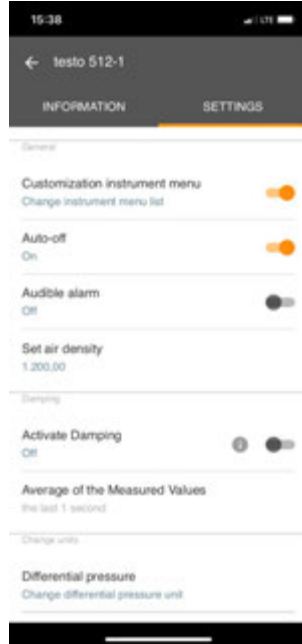 15:38
LTE
testo 512-1
INFORMATION
SETTINGS
General
Customization instrument menu
Change instrument menu list
Auto-off
On
Audible alarm
Off
Set air density
1.200,00
Damping
Activate Damping
Off
Average of the Measured Values
the last 1 second
Change units
Differential pressure
Change differential pressure unit